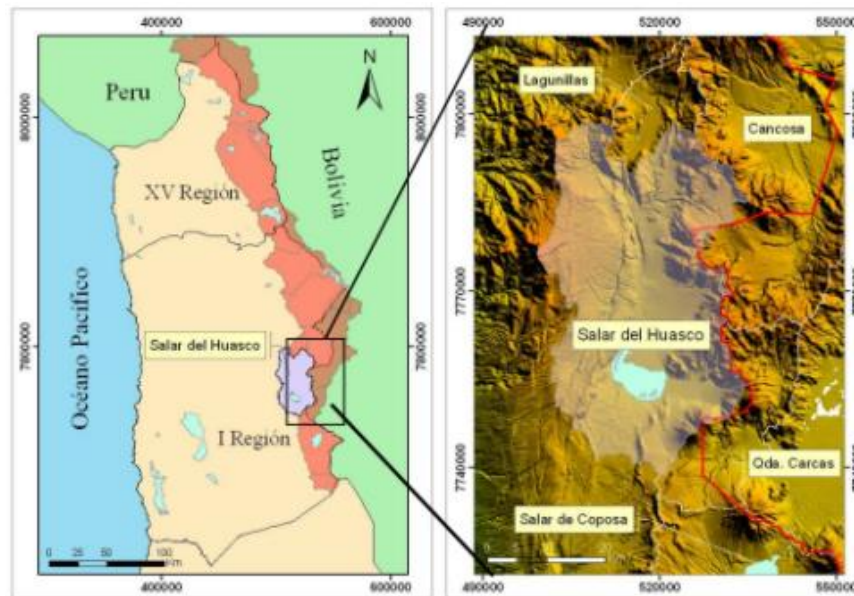 400000
600000
8000000
7800000
N
Peru
Bolivia
XV Región
Océano Pacífico
Salar del Huasco
I Región
0 25 50 100
Km
400000
600000
490000
520000
550000
7800000
7770000
7740000
Lagunillas
Cancosa
Salar del Huasco
Qda. Carcas
Salar de Coposa
490000
520000
550000